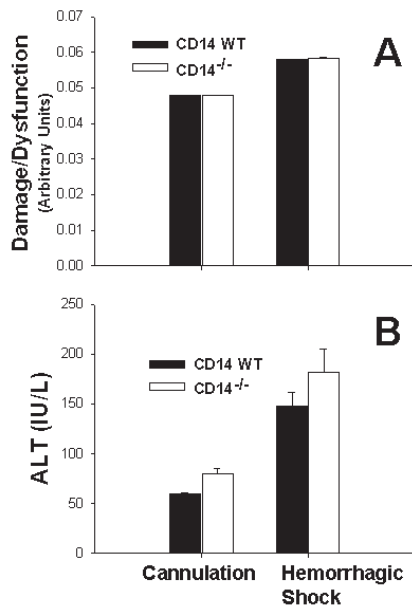 0.07
0.06
0.05
0.04
0.03
0.02
0.01
0.00
Damage/Dysfunction
(Arbitrary Units)
CD14 WT
CD14-/-
A
250
200
150
100
50
0
ALT (IU/L)
CD14 WT
CD14-/-
B
Cannulation
Hemorrhagic
Shock